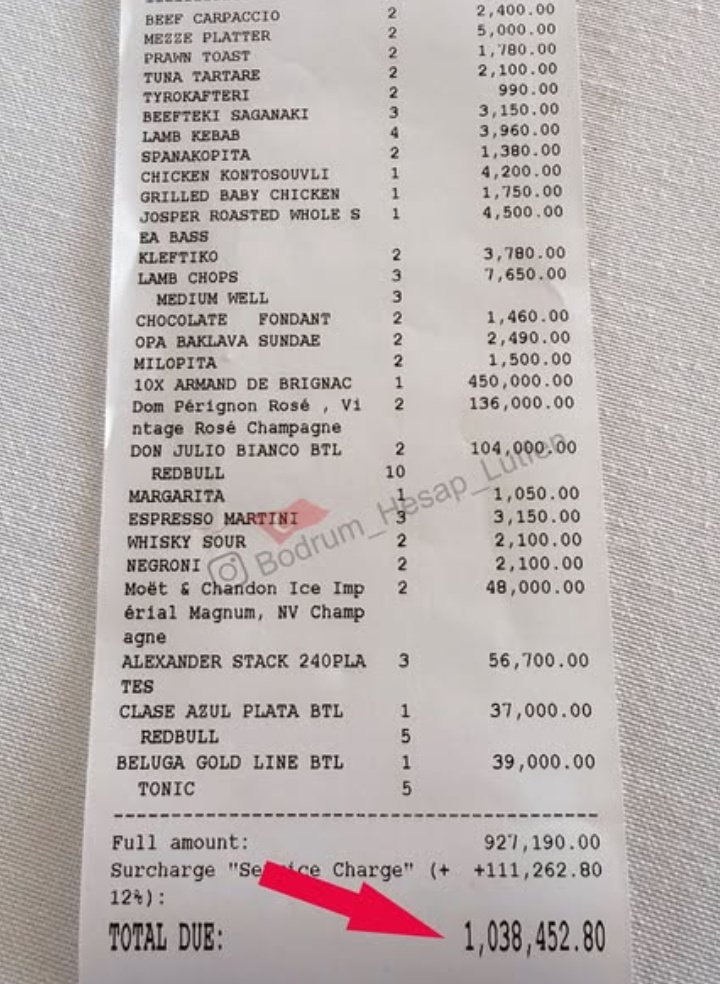 BEEF CARPACCIO 2 2,400.00
MEZZE PLATTER 2 5,000.00
PRAWN TOAST 2 1,780.00
TUNA TARTARE 2 2,100.00
TYROKAFTERI 2 990.00
BEEFTEKI SAGANAKI 3 3,150.00
LAMB KEBAB 4 3,960.00
SPANAKOPITA 2 1,380.00
CHICKEN KONTOSOUVLI 1 4,200.00
GRILLED BABY CHICKEN 1 1,750.00
JOSPER ROASTED WHOLE S 1 4,500.00
EA BASS
KLEFTIKO 2 3,780.00
LAMB CHOPS 3 7,650.00
MEDIUM WELL 3
CHOCOLATE FONDANT 2 1,460.00
OPA BAKLAVA SUNDAE 2 2,490.00
MILOPITA 2 1,500.00
10X ARMAND DE BRIGNAC 1 450,000.00
Dom Pérignon Rosé , Vi 2 136,000.00
ntage Rosé Champagne
DON JULIO BIANCO BTL 2 104,000.00
REDBULL 10
MARGARITA 1 1,050.00
ESPRESSO MARTINI 3 3,150.00
WHISKY SOUR 2 2,100.00
NEGRONI 2 2,100.00
Bodrum_Hesap_Lutfen
Moët & Chandon Ice Imp 2 48,000.00
érial Magnum, NV Champ
agne
ALEXANDER STACK 240PLA 3 56,700.00
TES
CLASE AZUL PLATA BTL 1 37,000.00
REDBULL 5
BELUGA GOLD LINE BTL 1 39,000.00
TONIC 5
Full amount: 927,190.00
Surcharge "Service Charge" (+ +111,262.80
12%):
TOTAL DUE: 1,038,452.80